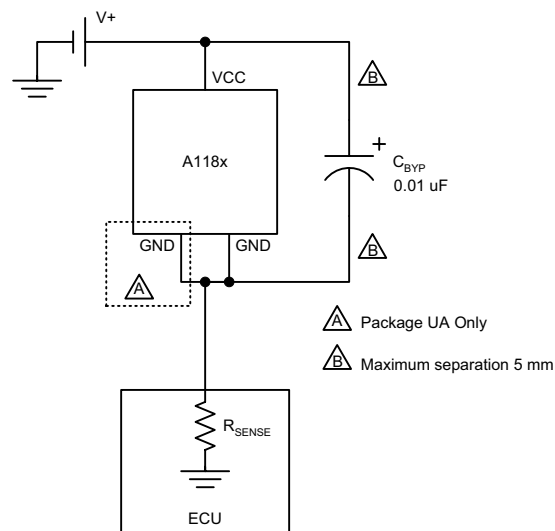 V+
VCC
B
A118x
+
C_BYP
0.01 uF
GND
GND
A
B
A Package UA Only
B Maximum separation 5 mm
R_SENSE
ECU